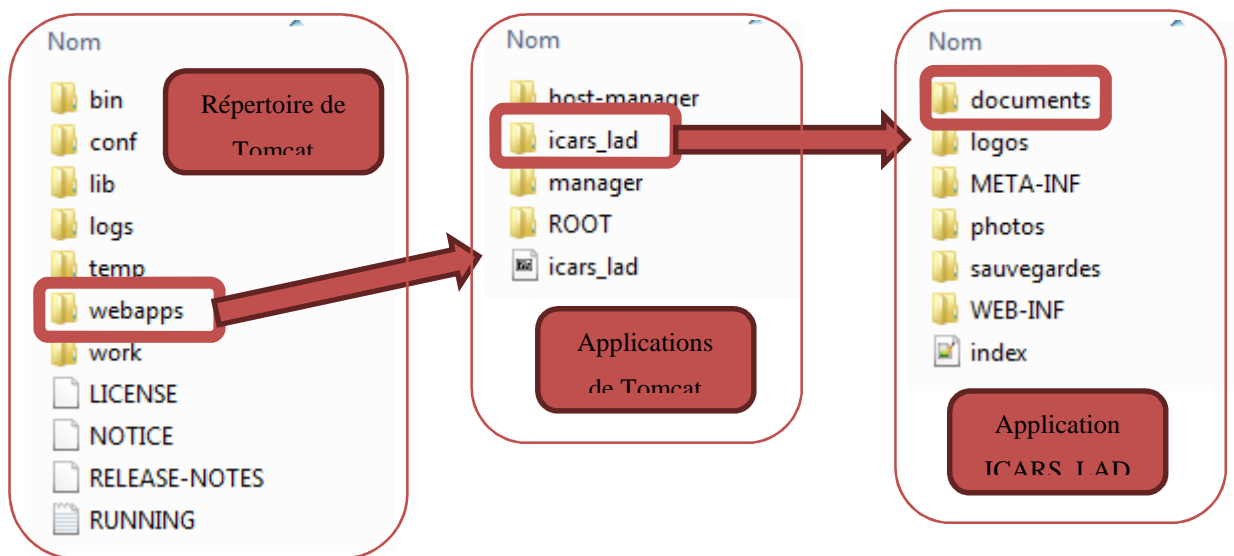 Nom
bin
conf
lib
logs
temp
webapps
work
LICENSE
NOTICE
RELEASE-NOTES
RUNNING
Répertoire de
Tomcat
Nom
host-manager
icars_lad
manager
ROOT
icars_lad
Applications
de Tomcat
Nom
documents
logos
META-INF
photos
sauvegardes
WEB-INF
index
Application
ICARS_LAD